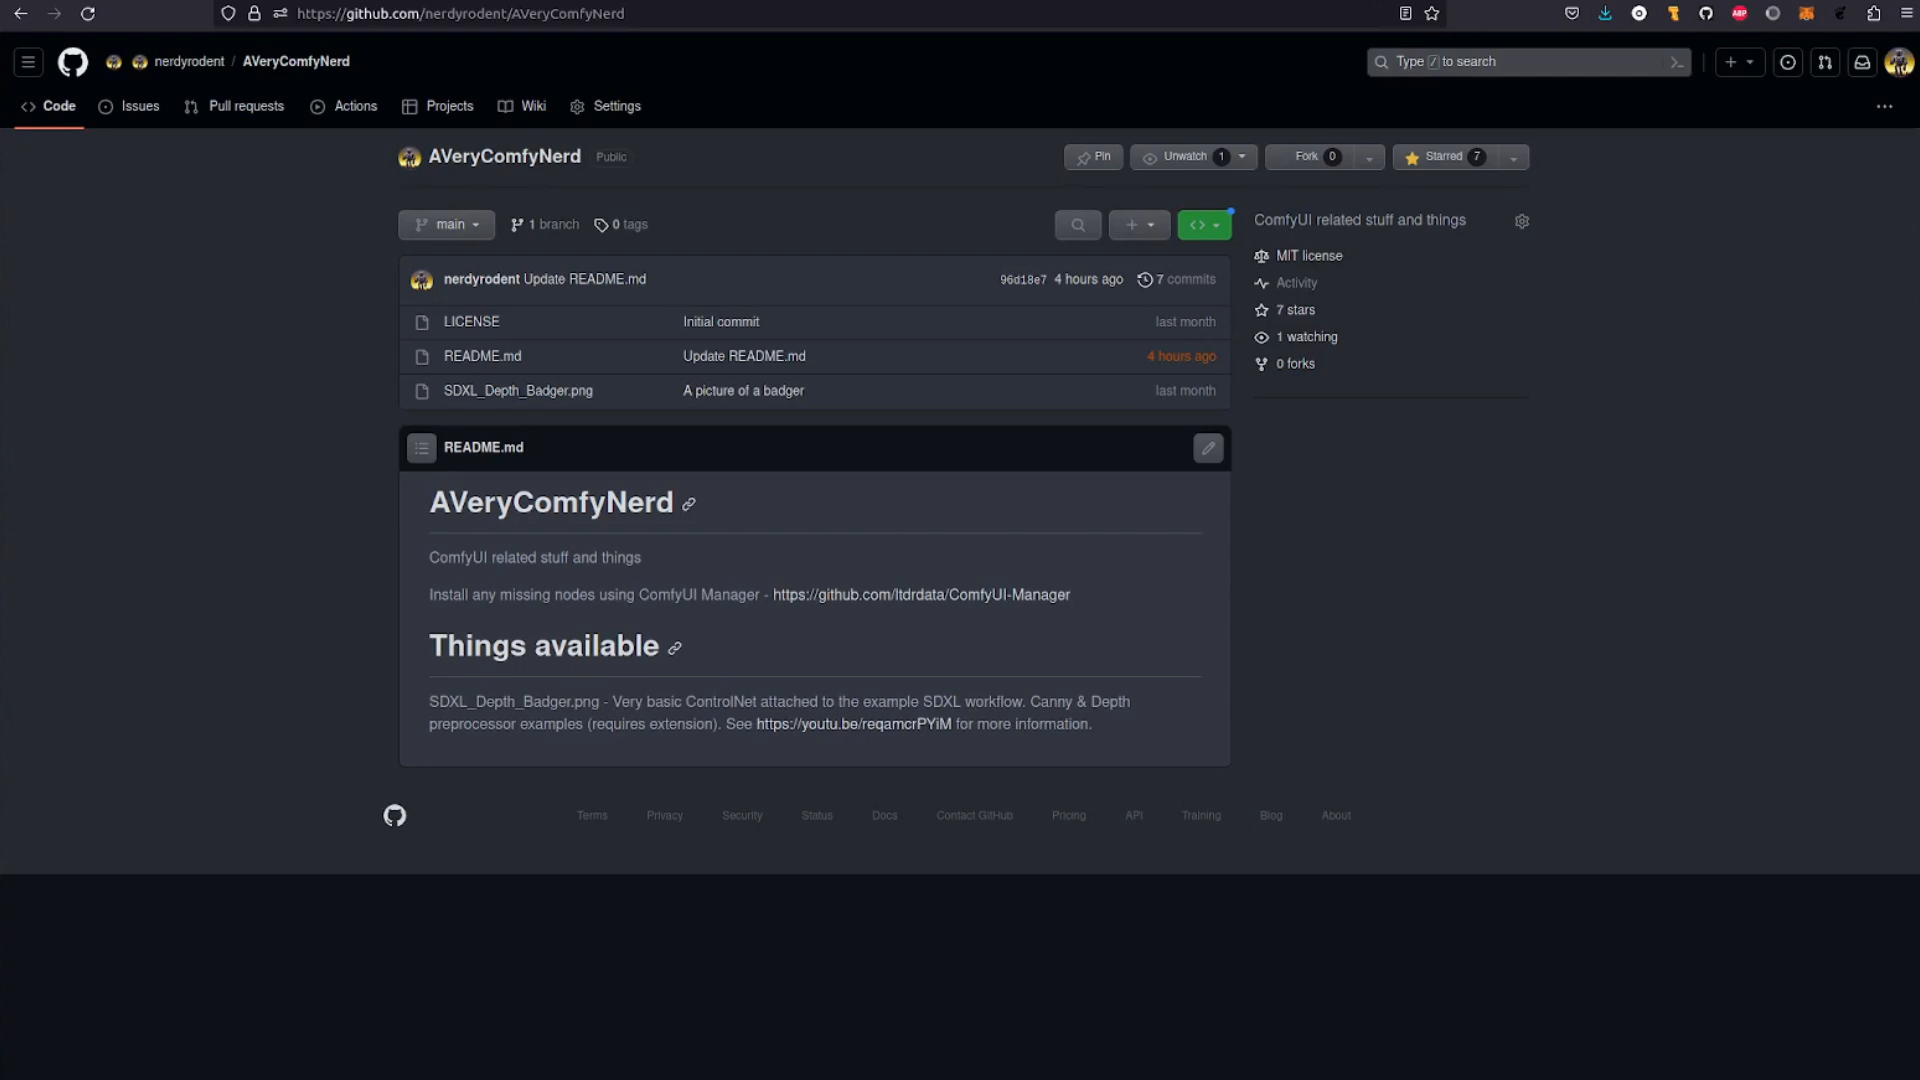 https://github.com/nerdyrodent/AVeryComfyNerd
nerdyrodent / AVeryComfyNerd
Type / to search
Code Issues Pull requests Actions Projects Wiki Settings
AVeryComfyNerd Public
Pin Unwatch 1 Fork 0 Starred 7
main 1 branch 0 tags
ComfyUI related stuff and things
MIT license
Activity
7 stars
1 watching
0 forks
nerdyrodent Update README.md 96d18e7 4 hours ago 7 commits
LICENSE Initial commit last month
README.md Update README.md 4 hours ago
SDXL_Depth_Badger.png A picture of a badger last month
README.md
AVeryComfyNerd
ComfyUI related stuff and things
Install any missing nodes using ComfyUI Manager - https://github.com/ltdrdata/ComfyUI-Manager
Things available
SDXL_Depth_Badger.png - Very basic ControlNet attached to the example SDXL workflow. Canny & Depth
preprocessor examples (requires extension). See https://youtu.be/reqamcrPYiM for more information.
Terms Privacy Security Status Docs Contact GitHub Pricing API Training Blog About